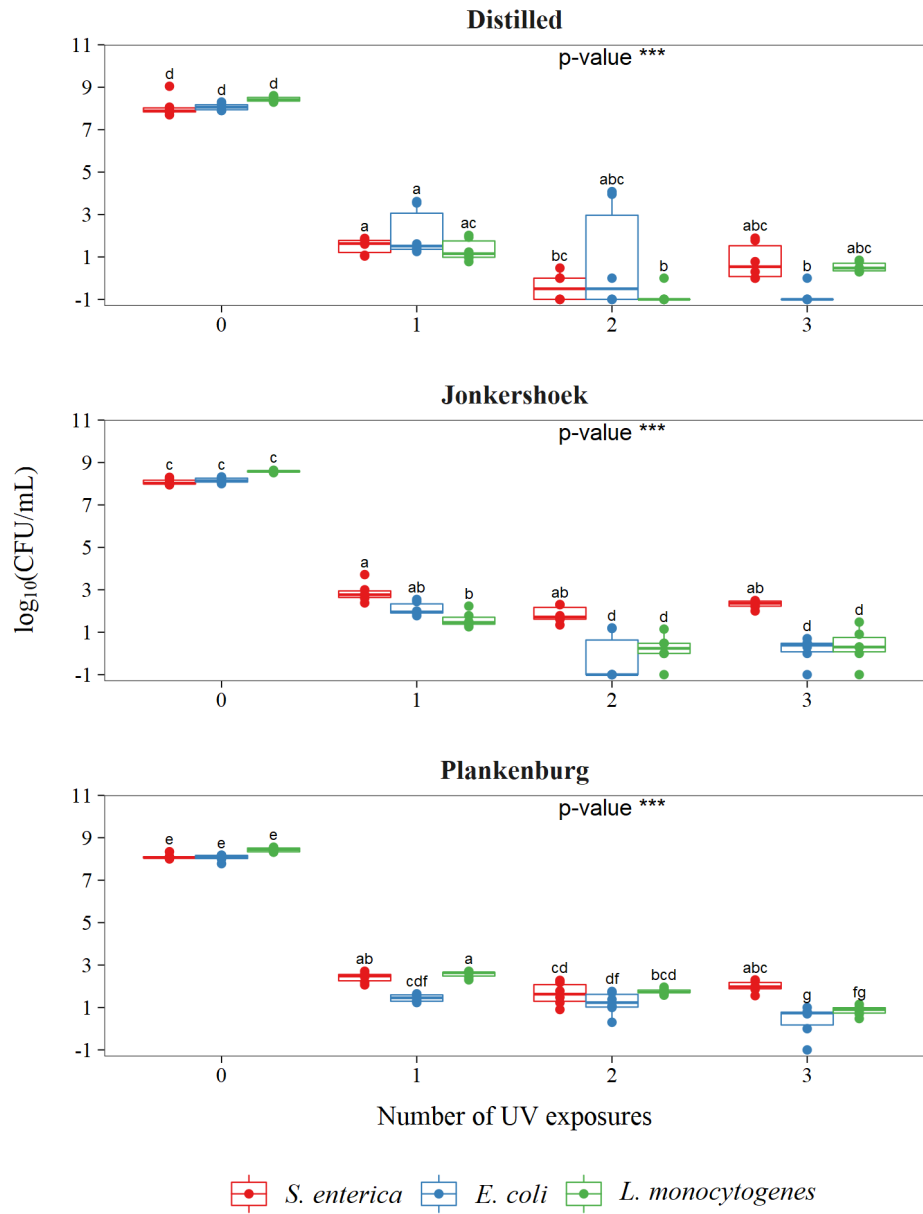 Distilled
11
p-value ***
9
7
5
3
1
-1
d
d
d
a
a
ac
bc
abc
b
abc
b
abc
0
1
2
3
Jonkershoek
11
p-value ***
9
7
5
3
1
-1
c
c
c
a
ab
b
ab
d
d
ab
d
d
0
1
2
3
log10(CFU/mL)
Plankenburg
11
p-value ***
9
7
5
3
1
-1
e
e
e
ab
cdf
a
cd
df
bcd
abc
g
fg
0
1
2
3
Number of UV exposures
S. enterica E. coli L. monocytogenes